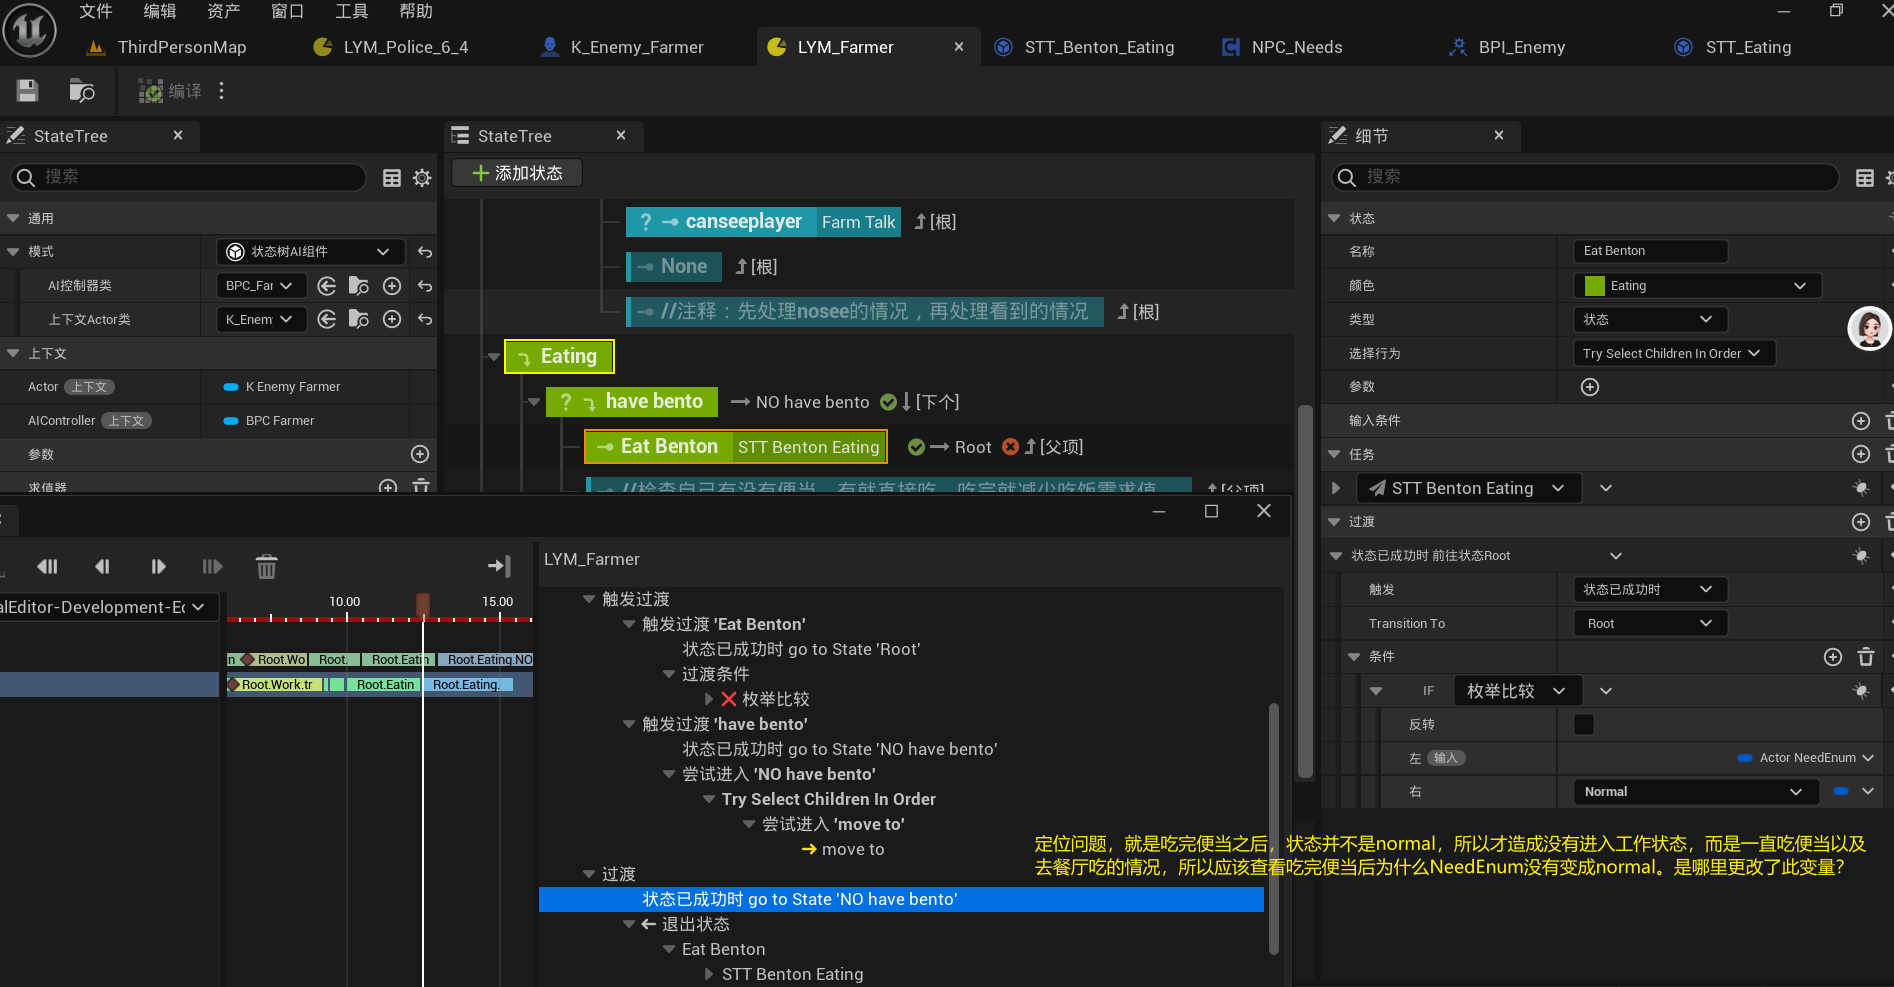 文件 编辑 资产 窗口 工具 帮助
ThirdPersonMap LYM_Police_6_4 K_Enemy_Farmer LYM_Farmer STT_Benton_Eating NPC_Needs BPI_Enemy STT_Eating
编译
StateTree
搜索
通用
模式 状态树AI组件
AI控制器类 BPC_Far
上下文Actor类 K_Enem
上下文
Actor 上下文 K Enemy Farmer
AIController 上下文 BPC Farmer
参数
求值器
StateTree
添加状态
? canseeplayer Farm Talk [根]
None [根]
//注释：先处理nosee的情况，再处理看到的情况 [根]
Eating
? have bento NO have bento [下个]
Eat Benton STT Benton Eating Root [父项]
//检查自己有没有便当，有就直接吃，吃完就减少吃饭需求值 [父项]
细节
搜索
状态
名称 Eat Benton
颜色 Eating
类型 状态
选择行为 Try Select Children In Order
参数
输入条件
任务
STT Benton Eating
过渡
状态已成功时 前往状态Root
触发 状态已成功时
Transition To Root
条件
IF 枚举比较
反转
左 输入 Actor NeedEnum
右 Normal
alEditor-Development-Ec
10.00 15.00
n Root.Wo Root. Root.Eatin Root.Eating.NO
Root.Work.tr Root.Eatin Root.Eating.
LYM_Farmer
触发过渡
触发过渡 'Eat Benton'
状态已成功时 go to State 'Root'
过渡条件
枚举比较
触发过渡 'have bento'
状态已成功时 go to State 'NO have bento'
尝试进入 'NO have bento'
Try Select Children In Order
尝试进入 'move to'
move to
过渡
状态已成功时 go to State 'NO have bento'
退出状态
Eat Benton
STT Benton Eating
定位问题，就是吃完便当之后，状态并不是normal，所以才造成没有进入工作状态，而是一直吃便当以及
去餐厅吃的情况，所以应该查看吃完便当后为什么NeedEnum没有变成normal。是哪里更改了此变量？